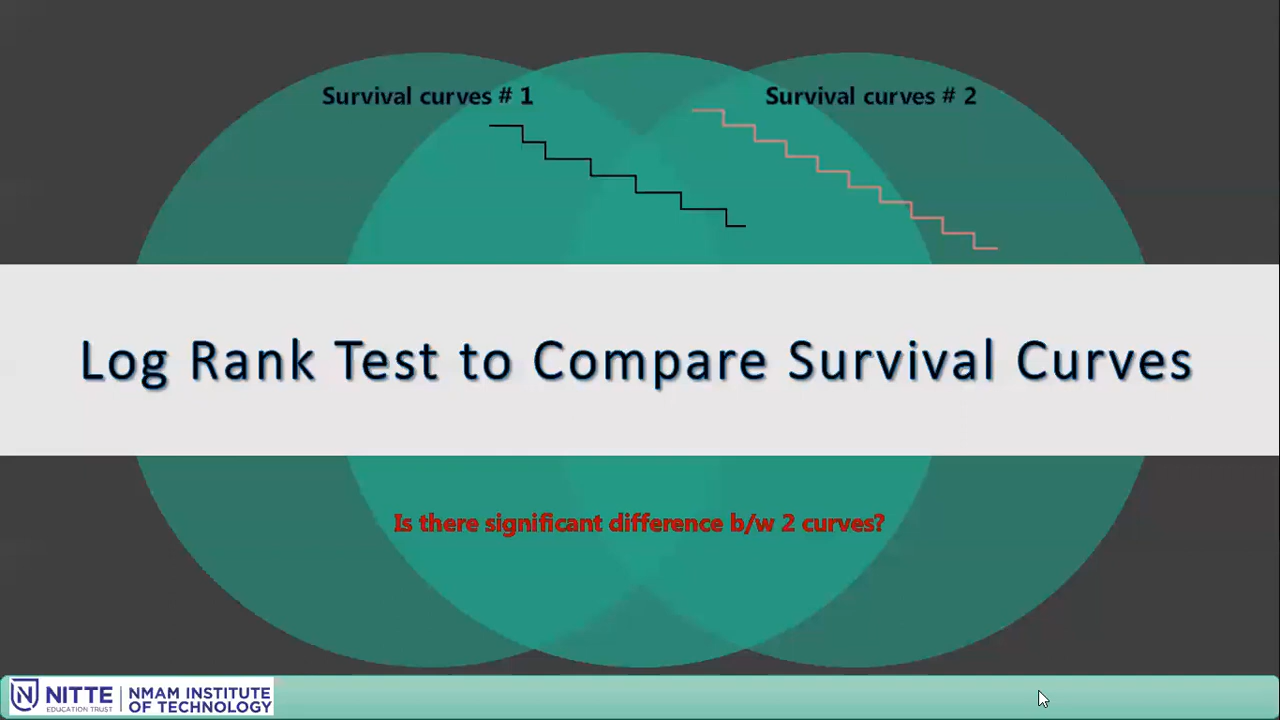 Survival curves # 1
Survival curves # 2
Log Rank Test to Compare Survival Curves
Is there significant difference b/w 2 curves?
NITTE
EDUCATION TRUST
NMAM INSTITUTE
OF TECHNOLOGY